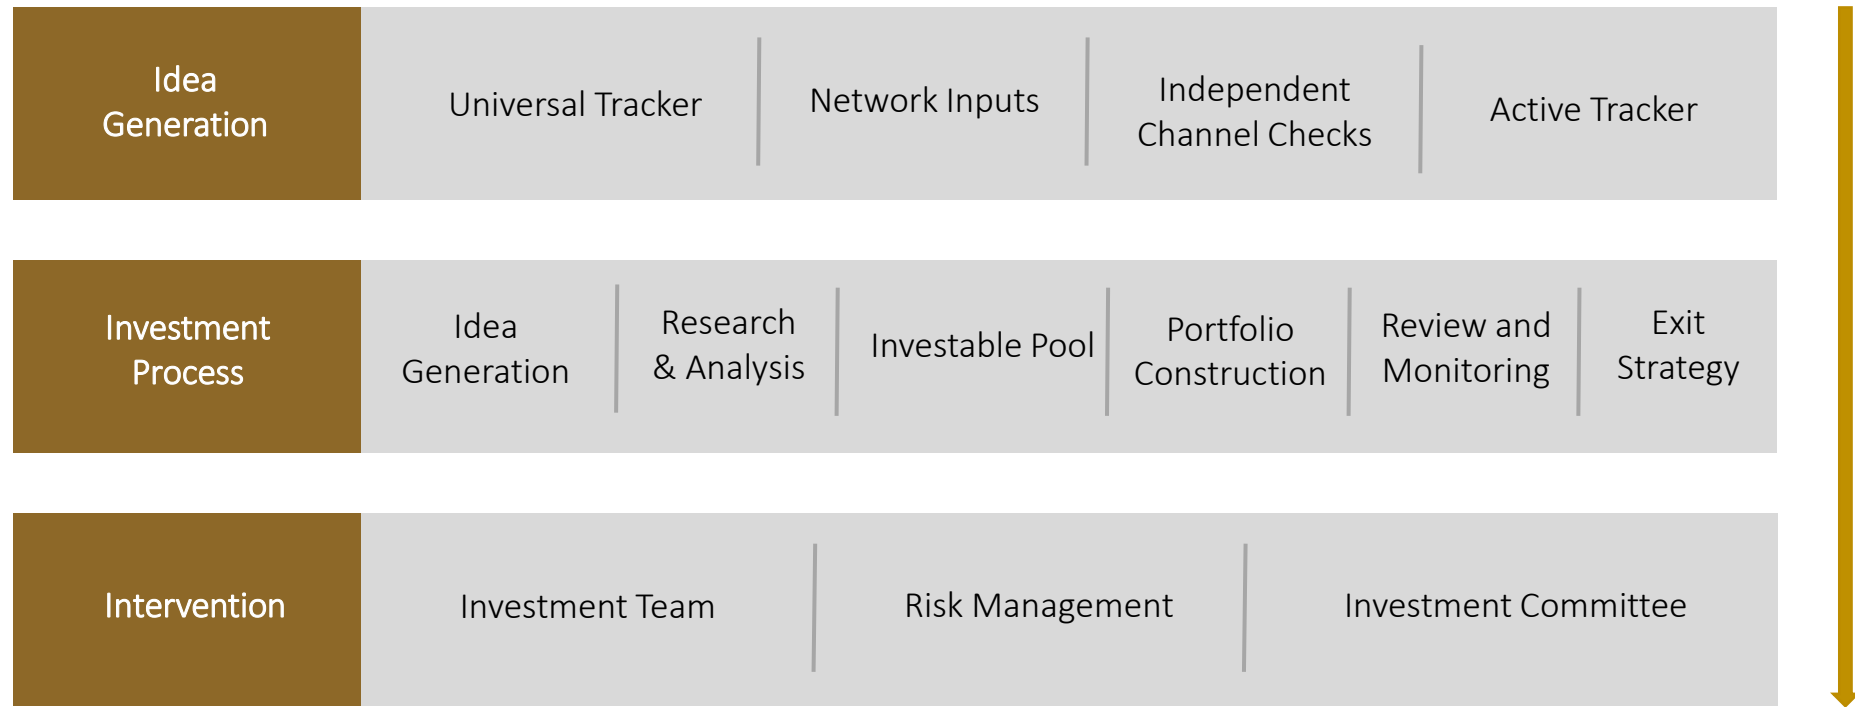 Idea
Generation
Universal Tracker
Network Inputs
Independent
Channel Checks
Active Tracker
Investment
Process
Idea
Generation
Research
& Analysis
Investable Pool
Portfolio
Construction
Review and
Monitoring
Exit
Strategy
Intervention
Investment Team
Risk Management
Investment Committee